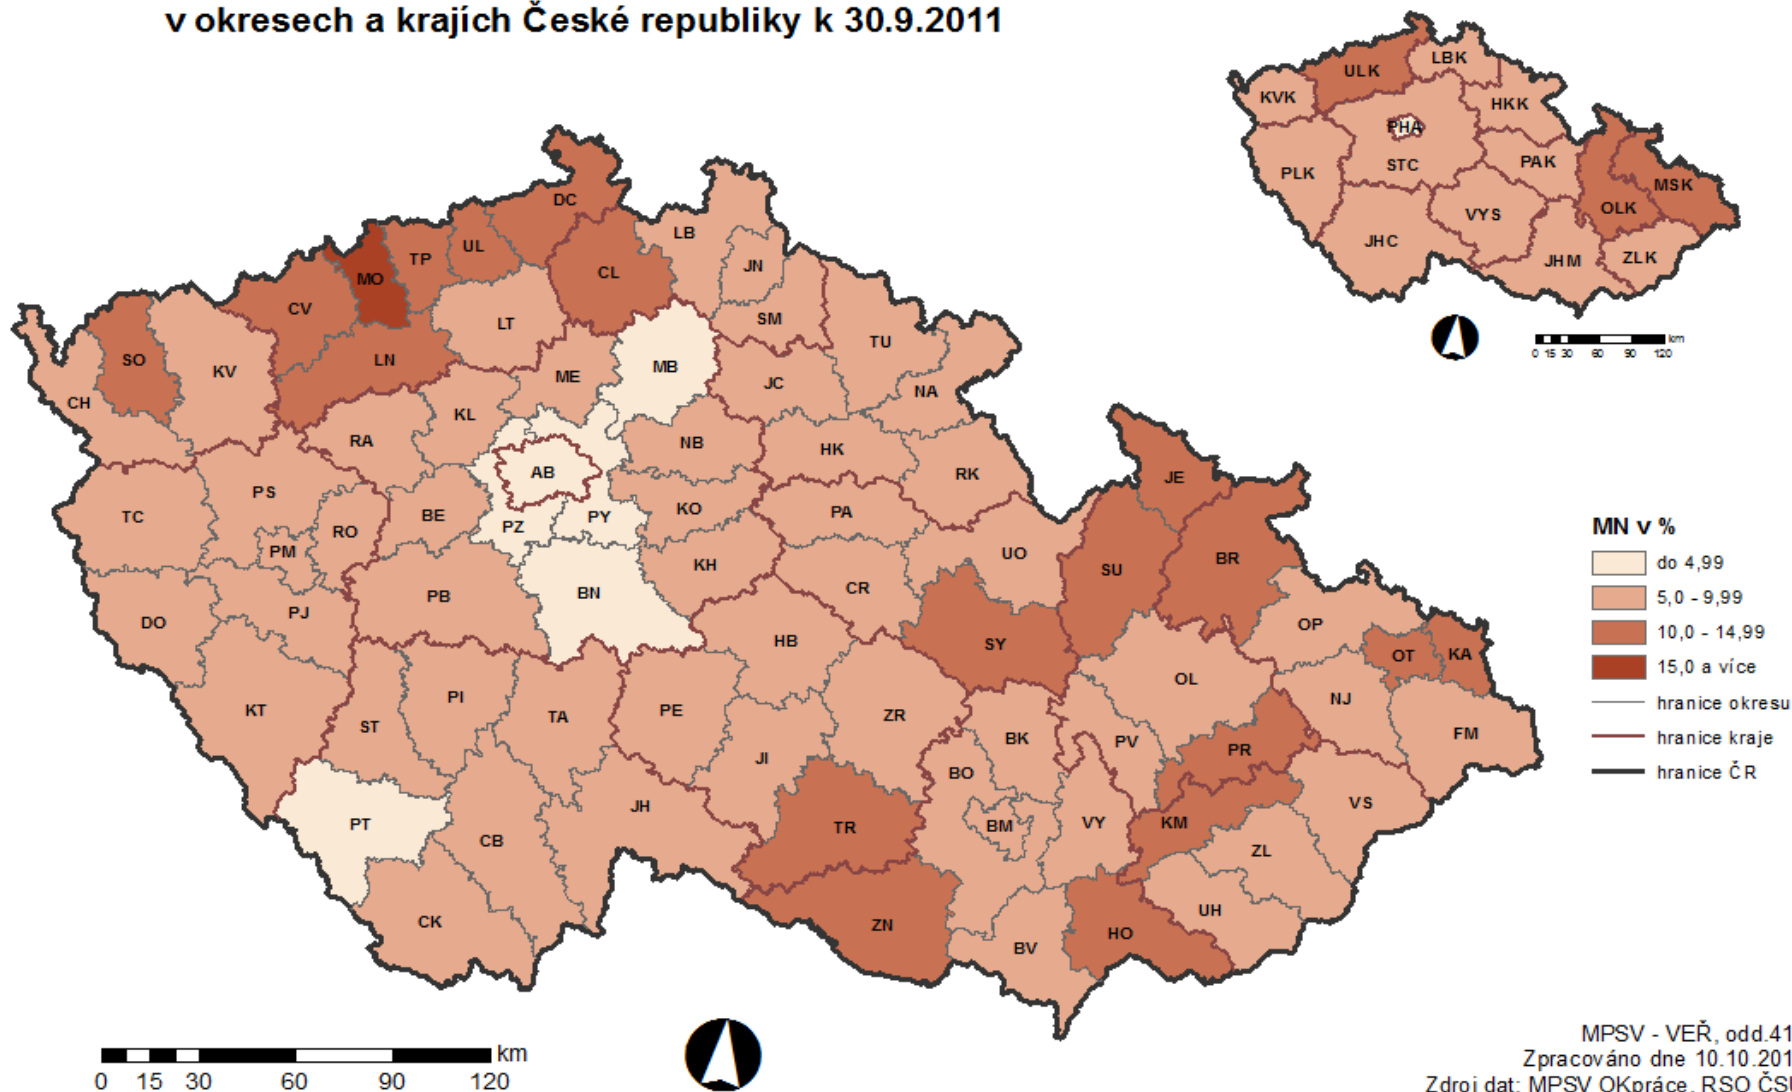 v okresech a krajích České republiky k 30.9.2011
ULK
LBK
KVK
HKK
PHA
PAK
STC
PLK
MSK
OLK
VYS
JHC
JHM
ZLK
0 15 30 60 90 120 km
DC
LB
UL
TP
CL
JN
MO
CV
LT
SM
TU
SO
KV
LN
MB
ME
JC
NA
CH
KL
RA
NB
HK
AB
RK
JE
PS
TC
KO
PA
BE
PZ
PY
RO
PM
UO
KH
BR
SU
CR
PB
BN
PJ
DO
OP
HB
SY
OT
KA
OL
KT
PI
ST
TA
PE
ZR
NJ
BK
PV
PR
FM
JI
BO
VS
JH
PT
TR
BM
VY
KM
CB
ZL
CK
ZN
UH
HO
BV
MN v %
do 4,99
5,0 - 9,99
10,0 - 14,99
15,0 a více
hranice okresu
hranice kraje
hranice ČR
km
0 15 30 60 90 120
MPSV - VEŘ, odd.41
Zpracováno dne 10.10.201
Zdroj dat: MPSV OKpráce, RSO